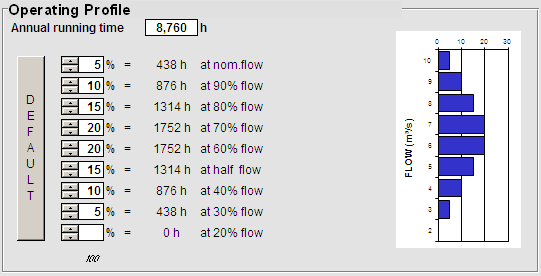 Operating Profile
Annual running time 8,760 h
5 % = 438 h at nom.flow
10 % = 876 h at 90% flow
15 % = 1314 h at 80% flow
20 % = 1752 h at 70% flow
20 % = 1752 h at 60% flow
15 % = 1314 h at half flow
10 % = 876 h at 40% flow
5 % = 438 h at 30% flow
% = 0 h at 20% flow
100
DEFAULT
0 10 20 30
FLOW (m³/s)
10
9
8
7
6
5
4
3
2